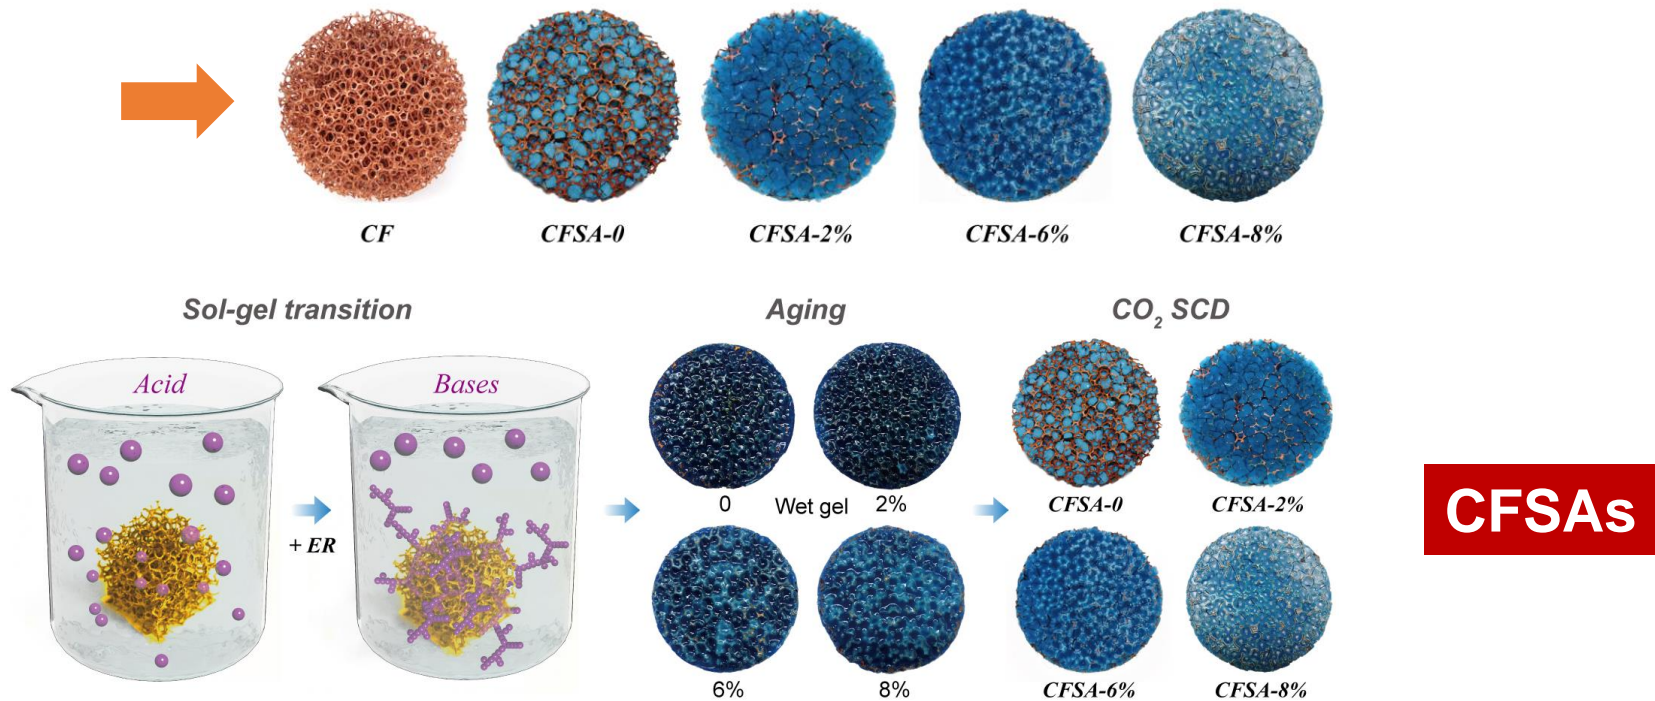 CF
CFSA-0
CFSA-2%
CFSA-6%
CFSA-8%
Sol-gel transition
Aging
CO₂ SCD
Acid
Bases
+ ER
0
Wet gel
2%
6%
8%
CFSA-0
CFSA-2%
CFSA-6%
CFSA-8%
CFSAs